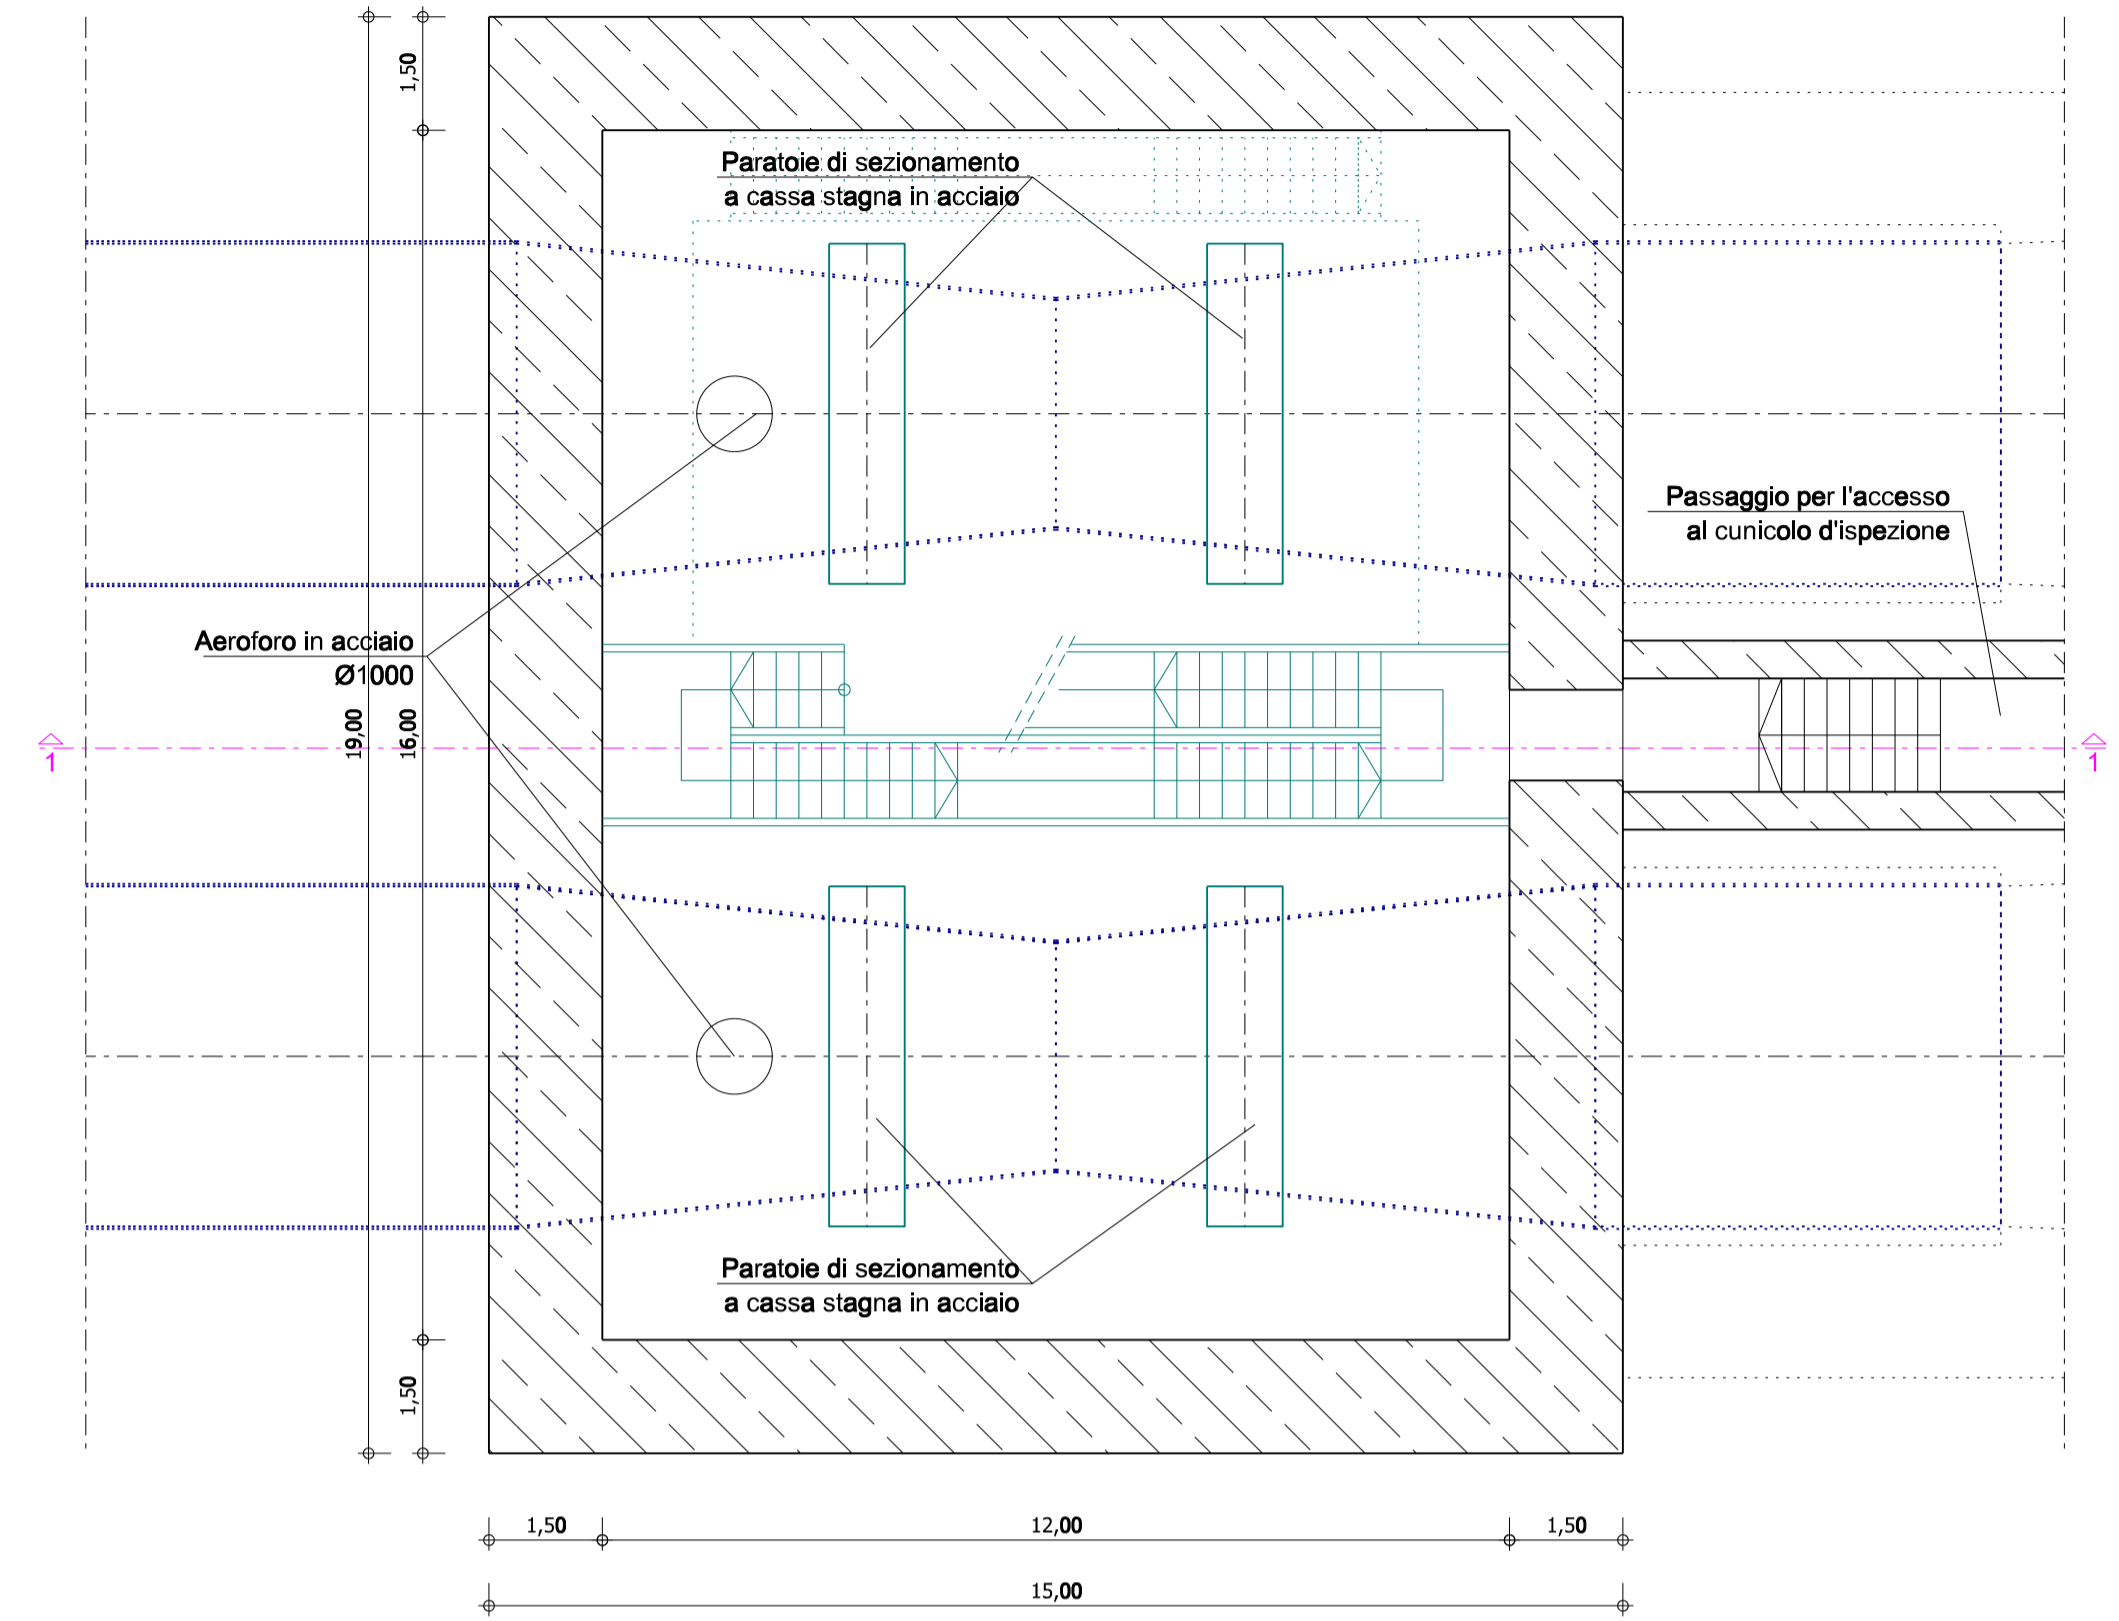 1,50
Paratoie di sezionamento
a cassa stagna in acciaio
Passaggio per l'accesso
al cunicolo d'ispezione
Aeroforo in acciaio
Ø1000
19,00
16,00
1
1
Paratoie di sezionamento
a cassa stagna in acciaio
1,50
1,50
12,00
1,50
15,00